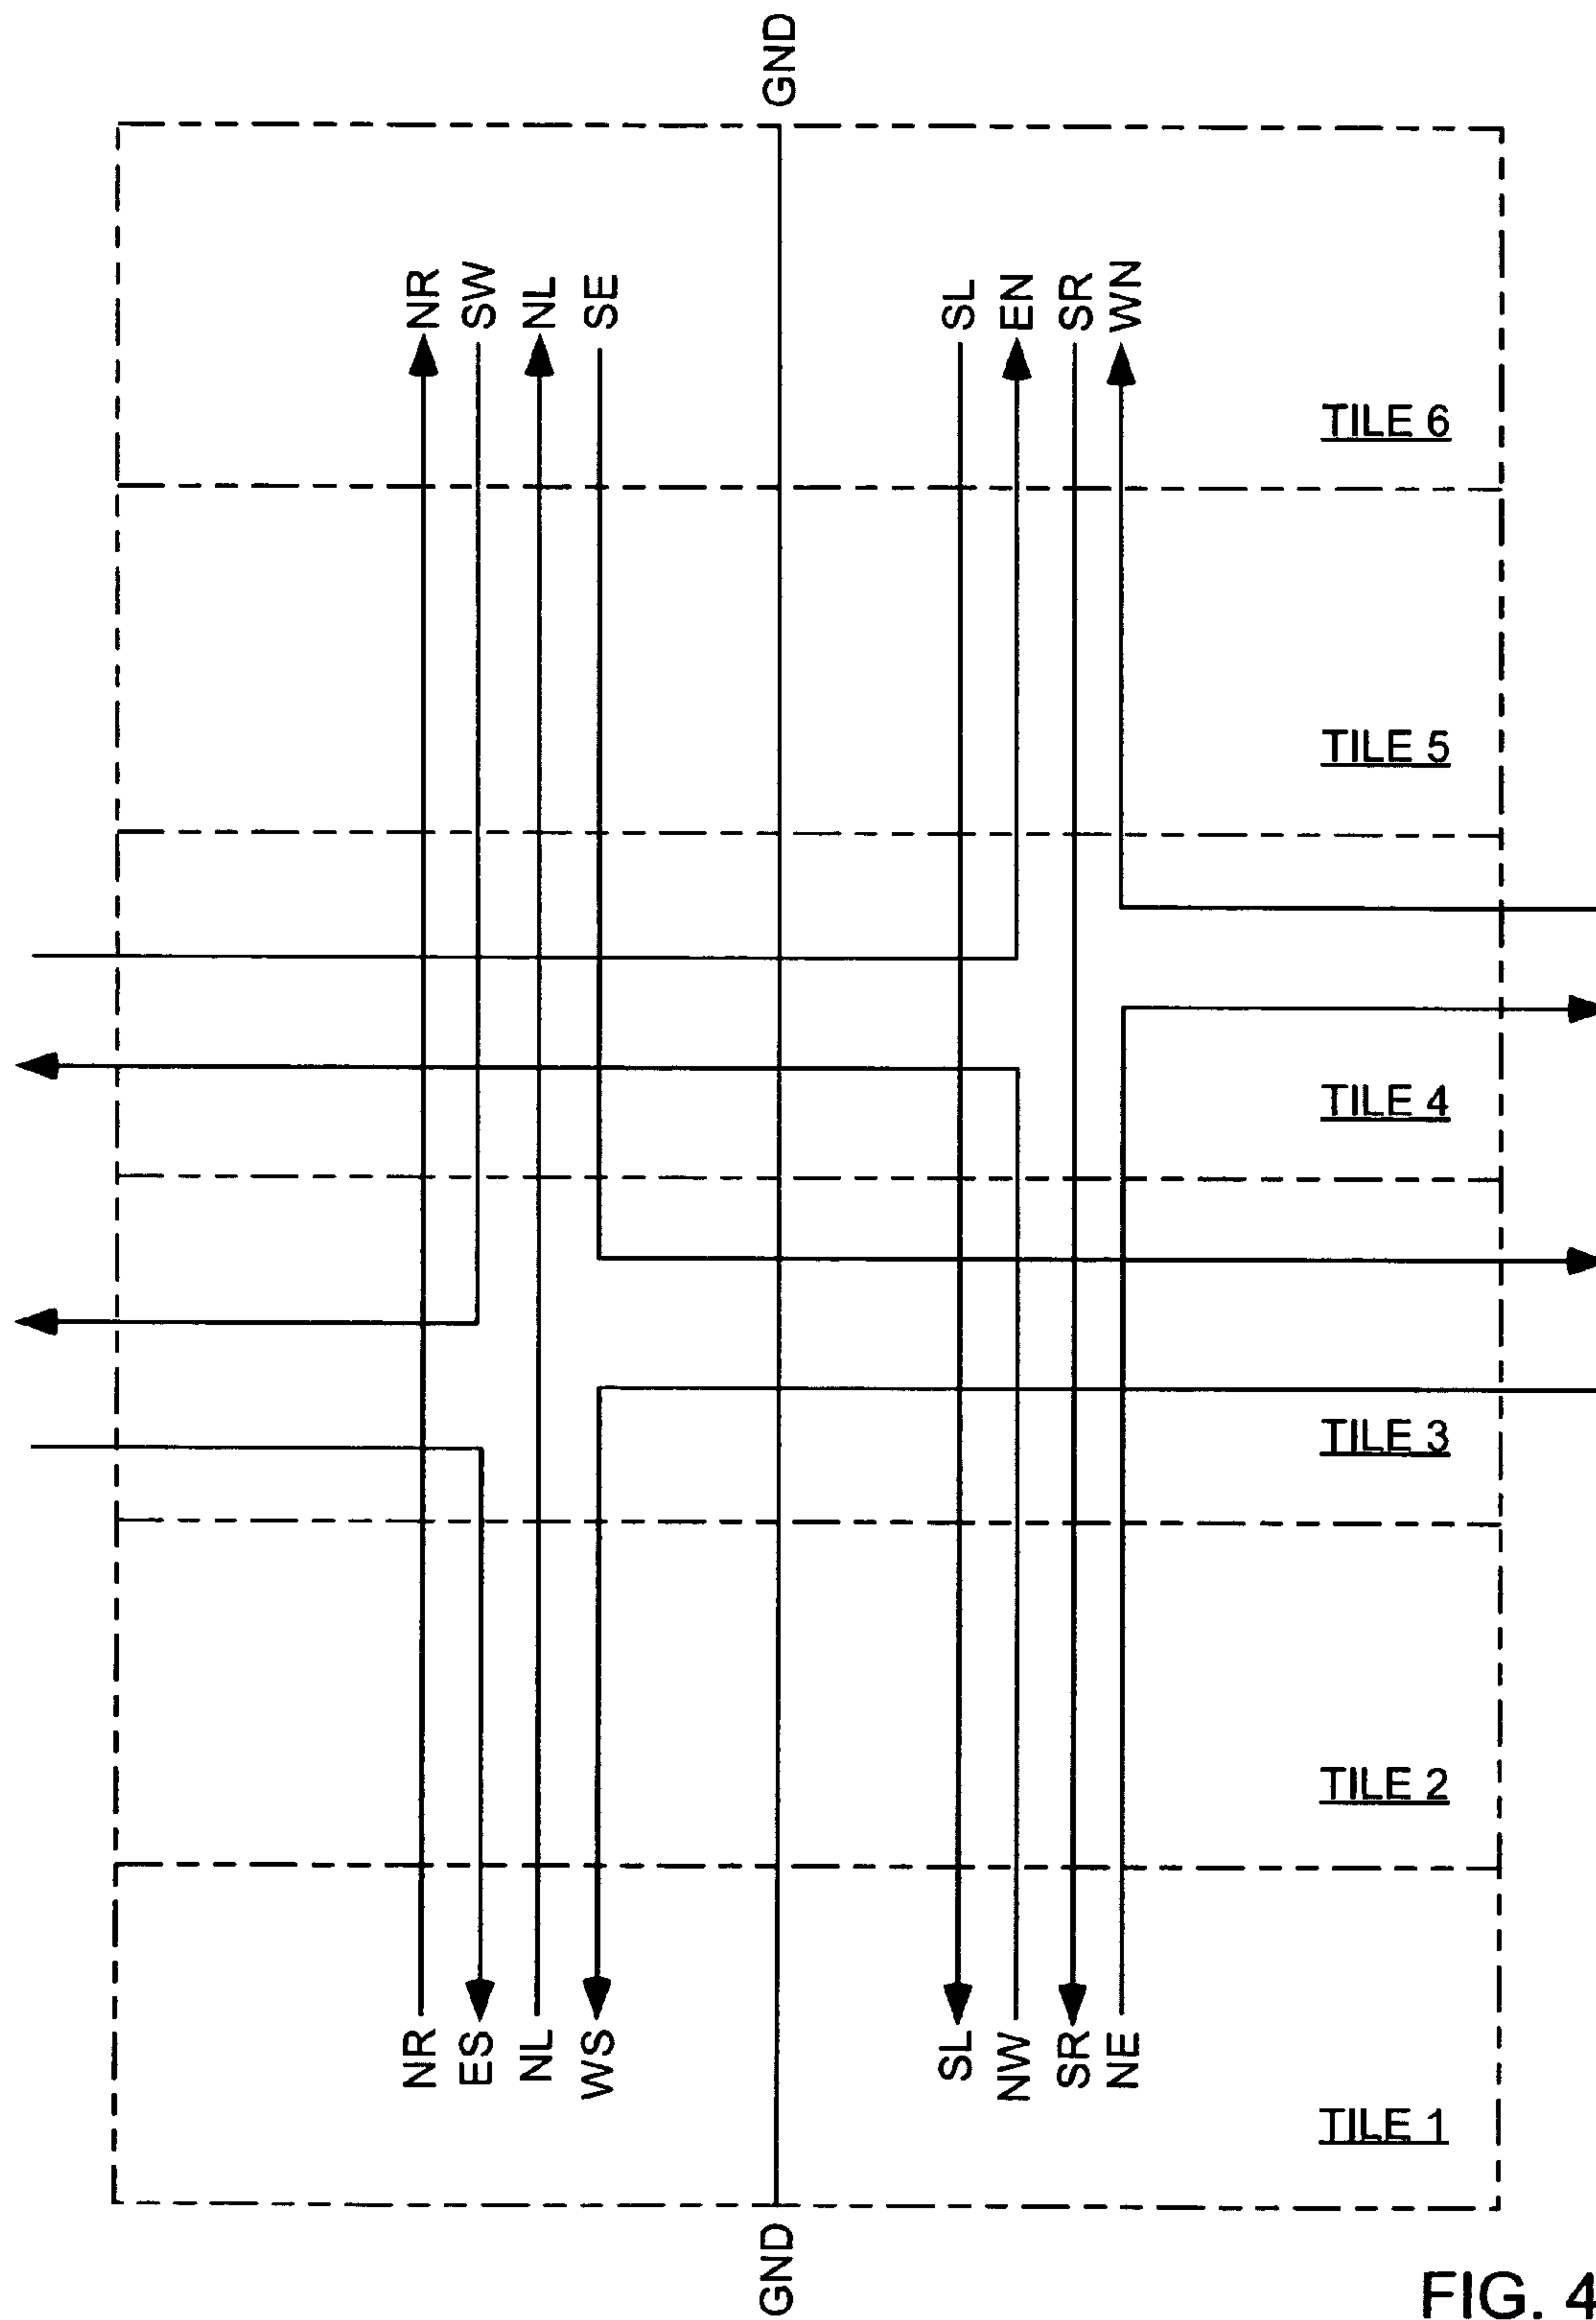 GND
NR
SW
NL
SE
SL
EN
SR
WN
TILE 6
TILE 5
TILE 4
TILE 3
TILE 2
TILE 1
NR
ES
NL
WS
SL
NW
SR
NE
GND
FIG. 4